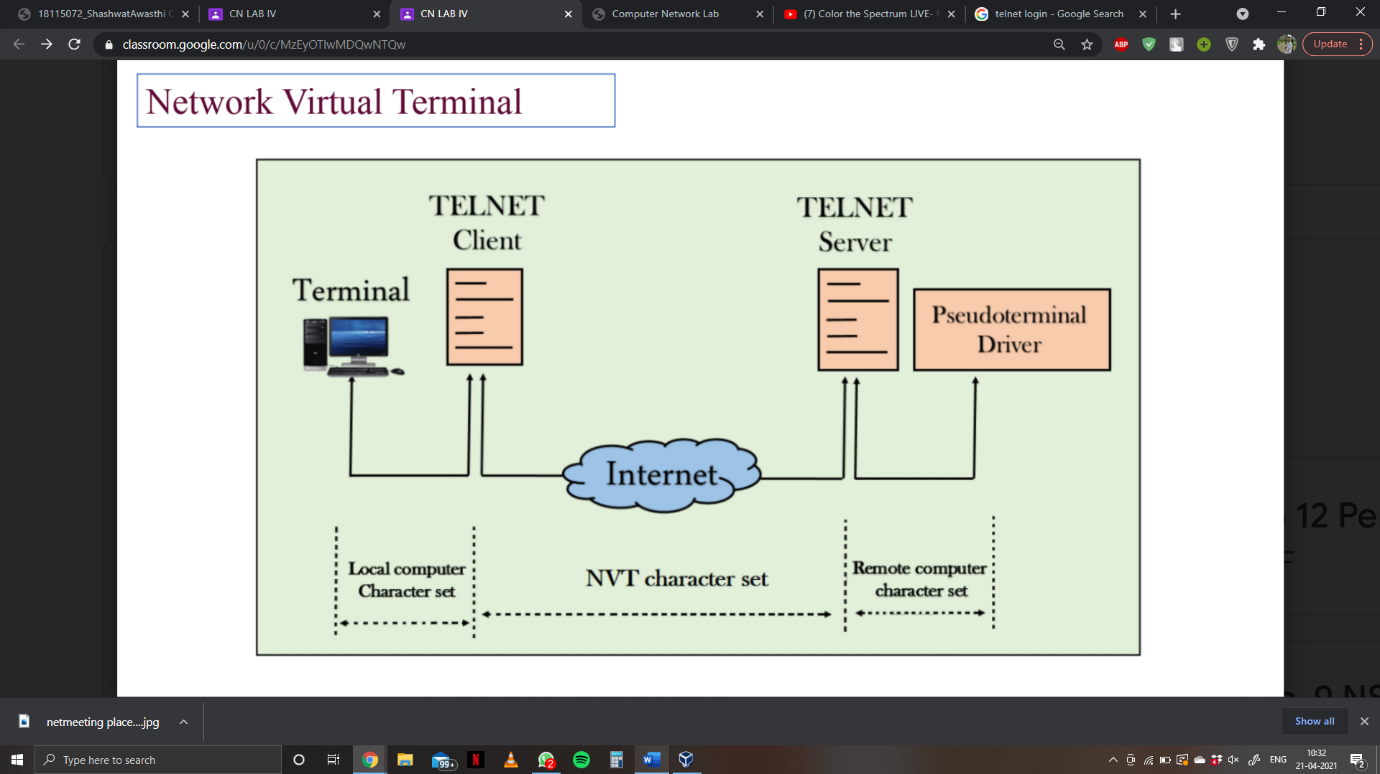 18115072_ShashwatAwasthi
CN LAB IV
CN LAB IV
Computer Network Lab
(7) Color the Spectrum LIVE-
telnet login - Google Search
classroom.google.com/u/0/c/MzEyOTIwMDQwNTQw
ABP
Update
Network Virtual Terminal
TELNET
Client
TELNET
Server
Terminal
Pseudoterminal
Driver
Internet
Local computer
Character set
NVT character set
Remote computer
character set
12 Pe
netmeeting place....jpg
Show all
Type here to search
99+
N
2
W
ENG
10:32
21-04-2021
2